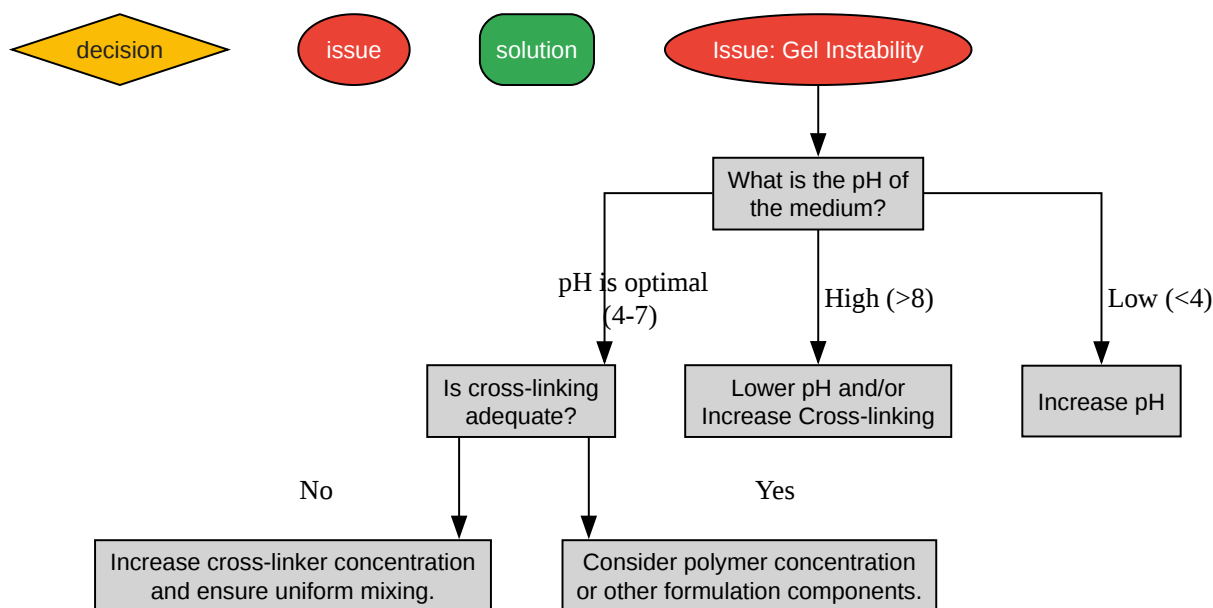 decision
issue
solution
Issue: Gel Instability
What is the pH of
the medium?
pH is optimal
(4-7)
High (>8)
Low (<4)
Is cross-linking
adequate?
Lower pH and/or
Increase Cross-linking
Increase pH
No
Yes
Increase cross-linker concentration
and ensure uniform mixing.
Consider polymer concentration
or other formulation components.